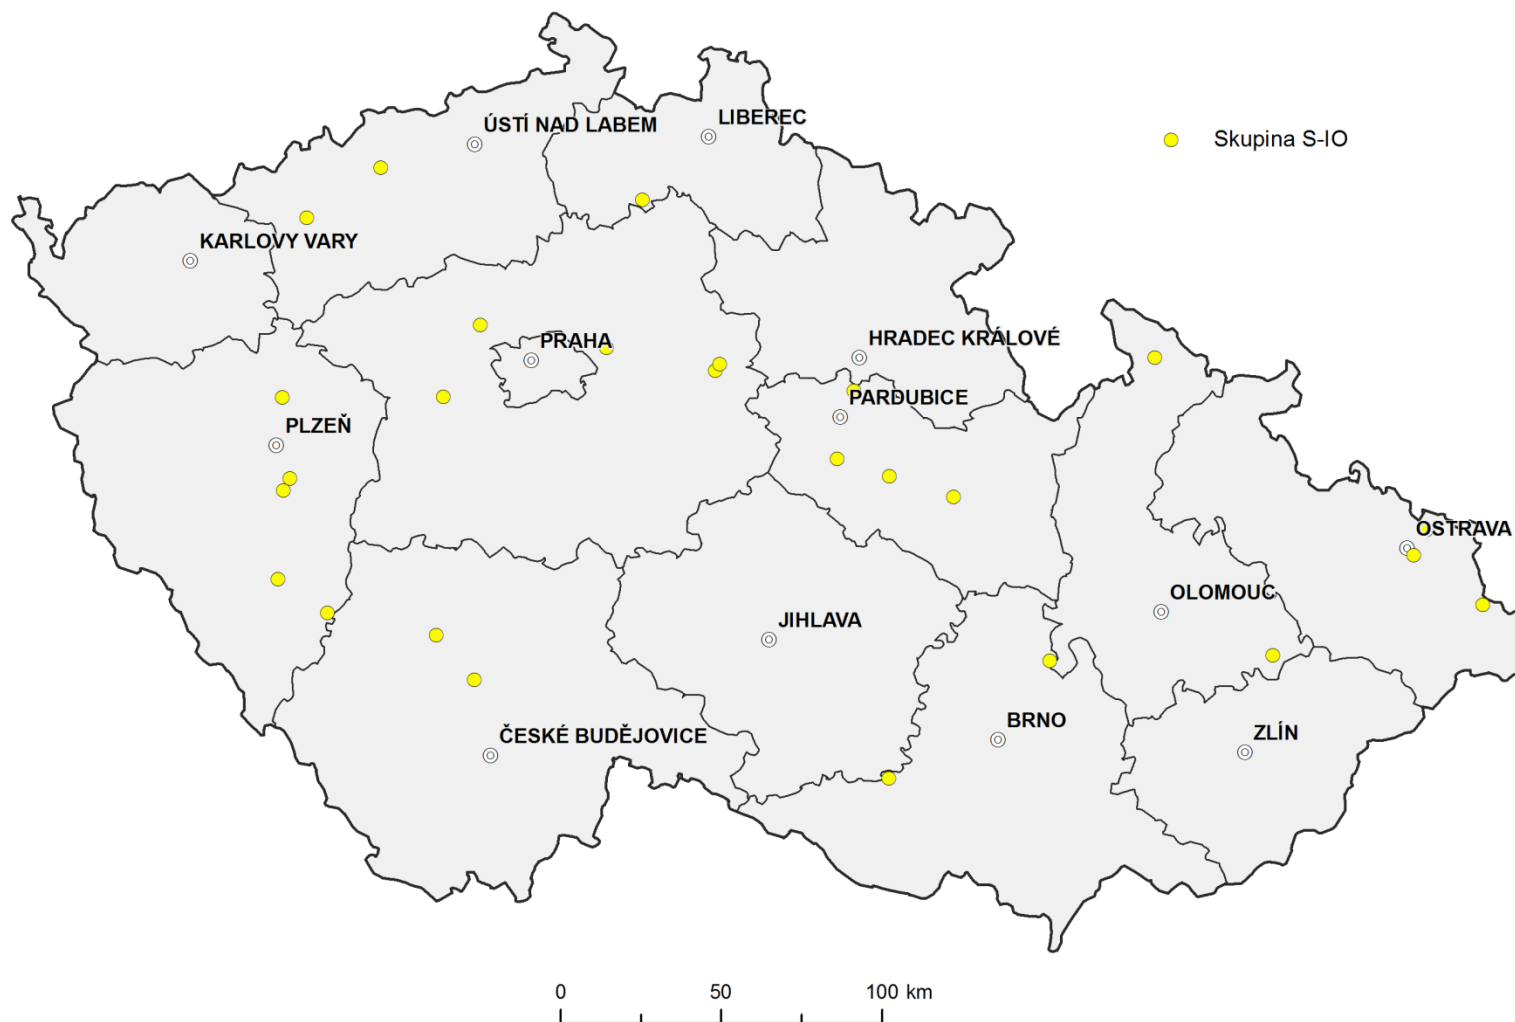 ÚSTÍ NAD LABEM
LIBEREC
Skupina S-IO
KARLOVY VARY
PRAHA
HRADEC KRÁLOVÉ
PARDUBICE
PLZEŇ
OSTRAVA
OLOMOUC
JIHLAVA
BRNO
ZLÍN
ČESKÉ BUDĚJOVICE
0 50 100 km